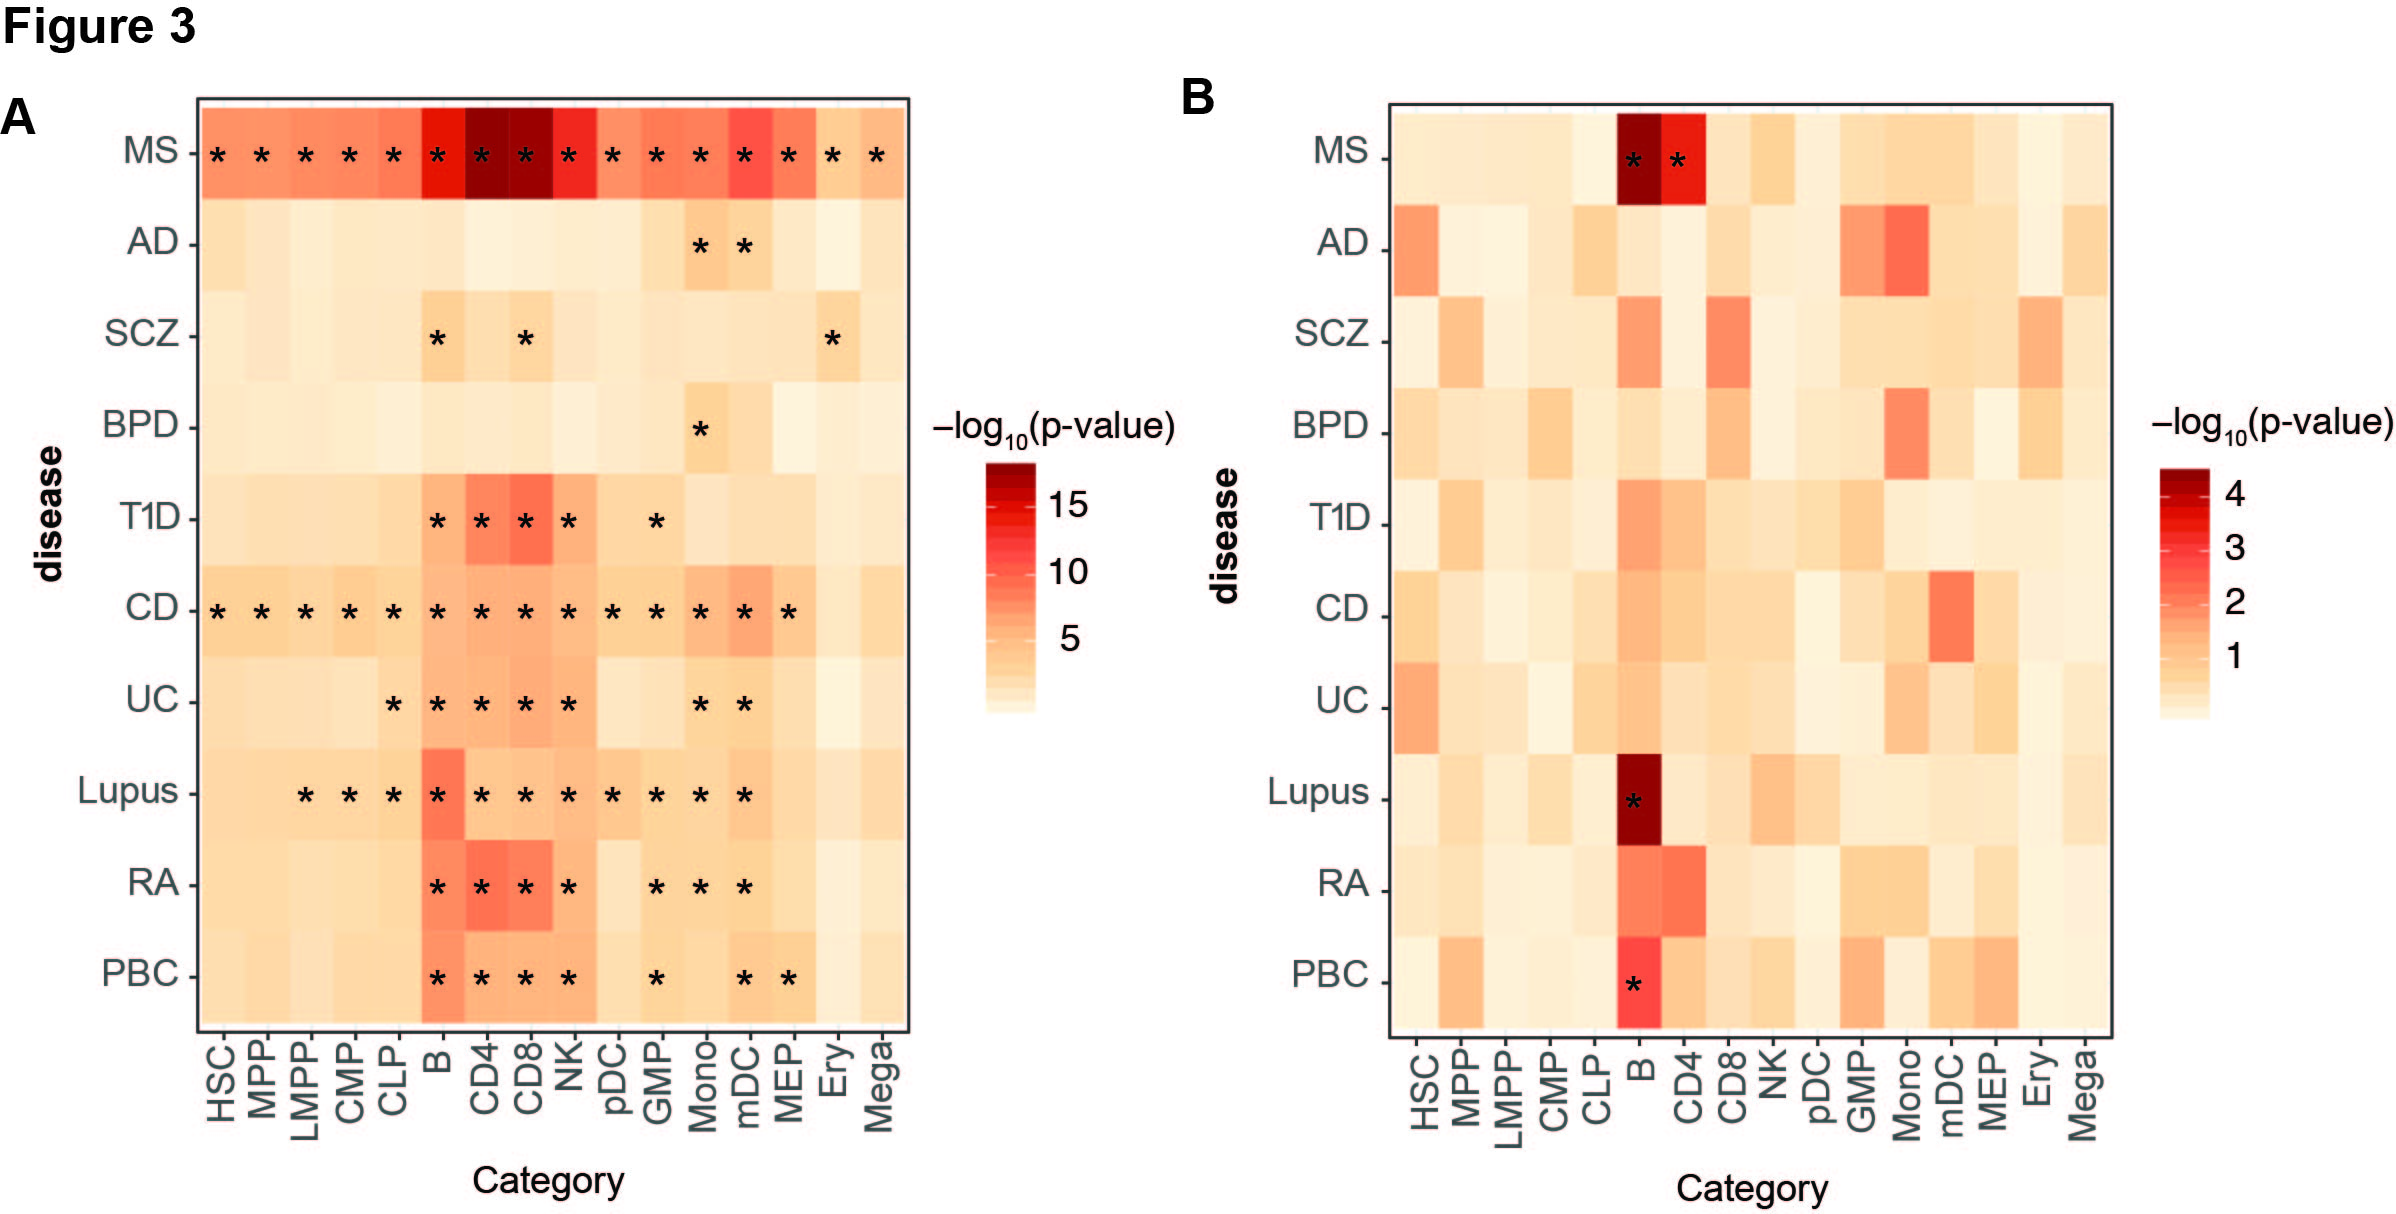 Figure 3
A
disease
MS
AD
SCZ
BPD
T1D
CD
UC
Lupus
RA
PBC
* * * * * * * * * * * * * * * *
* *
* * *
*
* * * * *
* * * * * * * * * * * * * *
* * * * * * *
* * * * * * * * * * *
* * * * * * *
* * * * * * *
HSC
MPP
LMPP
CMP
CLP
B
CD4
CD8
NK
pDC
GMP
Mono
mDC
MEP
Ery
Mega
Category
–log10(p-value)
15
10
5
B
disease
MS
AD
SCZ
BPD
T1D
CD
UC
Lupus
RA
PBC
* *
*
*
HSC
MPP
LMPP
CMP
CLP
B
CD4
CD8
NK
pDC
GMP
Mono
mDC
MEP
Ery
Mega
Category
–log10(p-value)
4
3
2
1